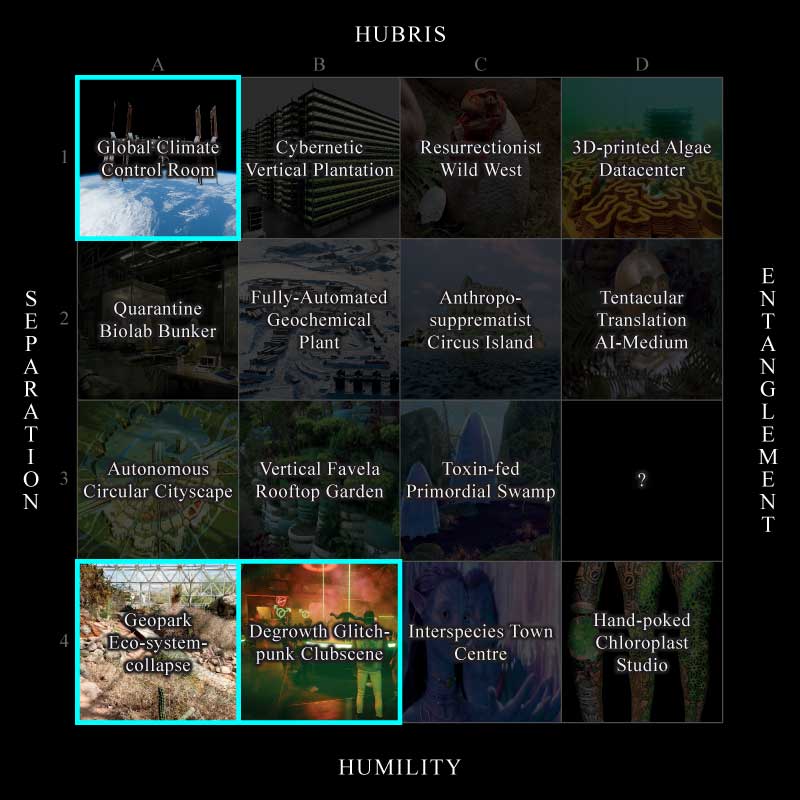 HUBRIS
A B C D
1
Global Climate
Control Room
Cybernetic
Vertical Plantation
Resurrectionist
Wild West
3D-printed Algae
Datacenter
SEPARATION
ENTANGLEMENT
2
Quarantine
Biolab Bunker
Fully-Automated
Geochemical
Plant
Anthropo-
supprematist
Circus Island
Tentacular
Translation
AI-Medium
3
Autonomous
Circular Cityscape
Vertical Favela
Rooftop Garden
Toxin-fed
Primordial Swamp
?
4
Geopark
Eco-system-
collapse
Degrowth Glitch-
punk Clubscene
Interspecies Town
Centre
Hand-poked
Chloroplast
Studio
HUMILITY